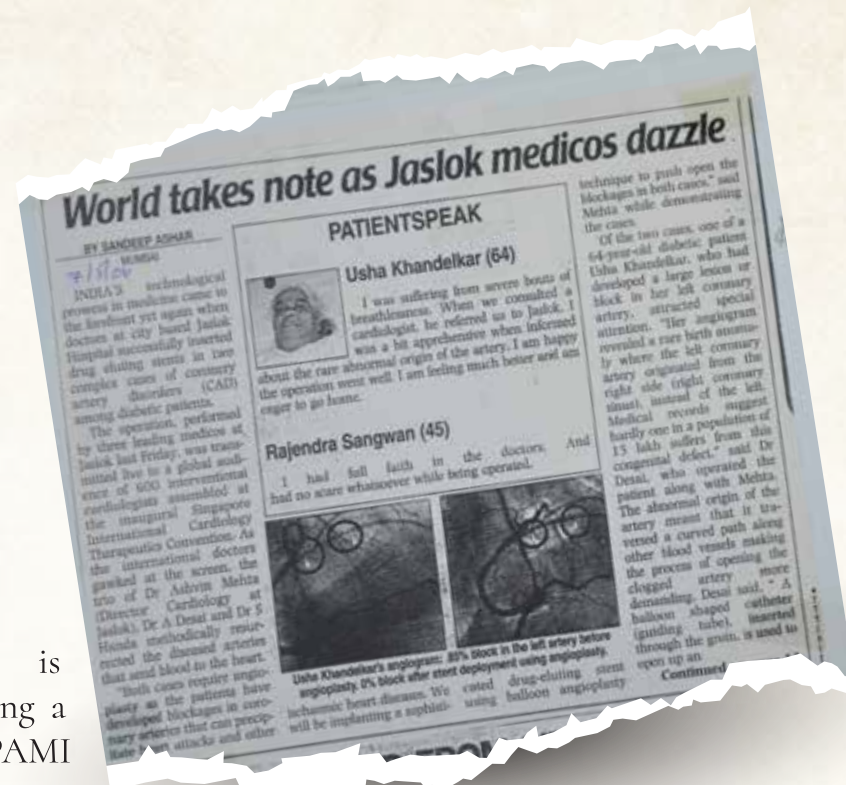 World takes note as Jaslok medicos dazzle
BY SANDEEP ASHAR
MUMBAI
INDIA'S technological
prowess in medicine came to
the forefront yet again when
doctors at city based Jaslok
Hospital successfully inserted
drug eluting stents in two
complex cases of coronary
artery disorders (CAD)
among diabetic patients.
The operation, performed
by three leading medicos at
Jaslok last Friday, was trans-
mitted live to a global audi-
ence of 600 interventional
cardiologists assembled at
the inaugural Singapore
International Cardiology
Therapeutics Convention. As
the international doctors
gawked at the screen, the
trio of Dr Ashvin Mehta
(Director Cardiology at
Jaslok), Dr A Desai and Dr S
Handa methodically resur-
rected the diseased arteries
that send blood to the heart.
"Both cases require angio-
plasty as the patients have
developed blockages in coro-
nary arteries that can precip-
itate heart attacks and other
PATIENTSPEAK
Usha Khandelkar (64)
I was suffering from severe bouts of
breathlessness. When we consulted a
cardiologist, he referred us to Jaslok. I
was a bit apprehensive when informed
about the rare abnormal origin of the artery. I am happy
the operation went well. I am feeling much better and am
eager to go home.
Rajendra Sangwan (45)
I had full faith in the doctors. And
had no scare whatsoever while being operated.
Usha Khandelkar's angiogram: 80% block in the left artery before
angioplasty, 0% block after stent deployment using angioplasty.
ischaemic heart diseases. We
will be implanting a sophisti-
cated drug-eluting stent
using balloon angioplasty
technique to push open the
blockages in both cases," said
Mehta while demonstrating
the cases.
Of the two cases, one of a
64-year-old diabetic patient
Usha Khandelkar, who had
developed a large lesion or
block in her left coronary
artery, attracted special
attention. "Her angiogram
revealed a rare birth anoma-
ly where the left coronary
artery originated from the
right side (right coronary
sinus), instead of the left.
Medical records suggest
hardly one in a population of
15 lakh suffers from this
congenital defect," said Dr
Desai, who operated the
patient along with Mehta.
The abnormal origin of the
artery meant that it tra-
versed a curved path along
other blood vessels making
the process of opening the
clogged artery more
demanding, Desai said. " A
balloon shaped catheter
(guiding tube), inserted
through the groin, is used to
open up an
Continued
is
ng a
PAMI